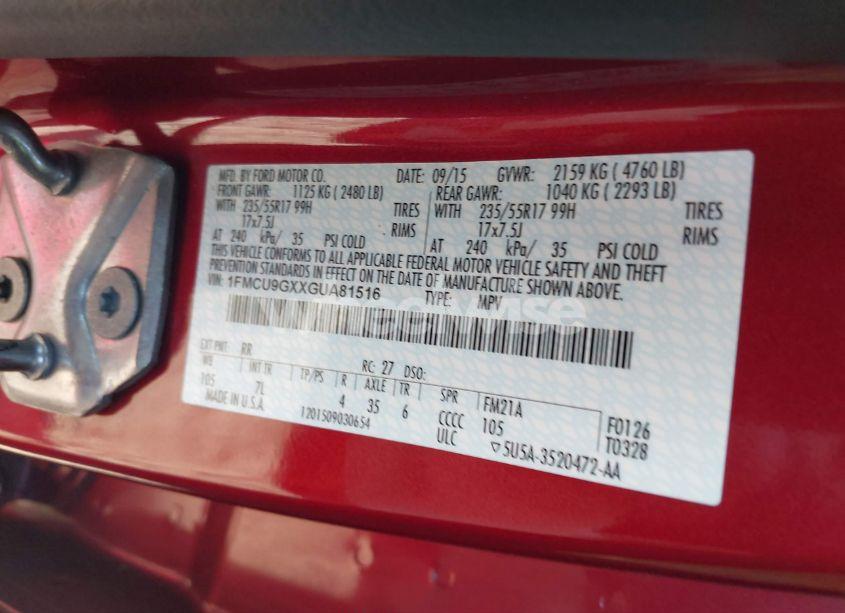 MFD. BY FORD MOTOR CO. DATE: 09/15 GVWR: 2159 KG ( 4760 LB)
FRONT GAWR: 1125 KG ( 2480 LB) REAR GAWR: 1040 KG ( 2293 LB)
WITH 235/55R17 99H TIRES WITH 235/55R17 99H TIRES
17x7.5J RIMS 17x7.5J RIMS
AT 240 kPa/ 35 PSI COLD AT 240 kPa/ 35 PSI COLD
THIS VEHICLE CONFORMS TO ALL APPLICABLE FEDERAL MOTOR VEHICLE SAFETY AND THEFT
PREVENTION STANDARDS IN EFFECT ON THE DATE OF MANUFACTURE SHOWN ABOVE.
VIN: 1FMCU9GXXGUA81516 TYPE: MPV
EXT PNT: RR RC: 27 DSO:
WB INT TR TP/PS R AXLE TR SPR FM21A
105 7L 4 35 6 CCCC 105 F0126
MADE IN U.S.A. 1201509030654 ULC ▽5U5A-3520472-AA T0328